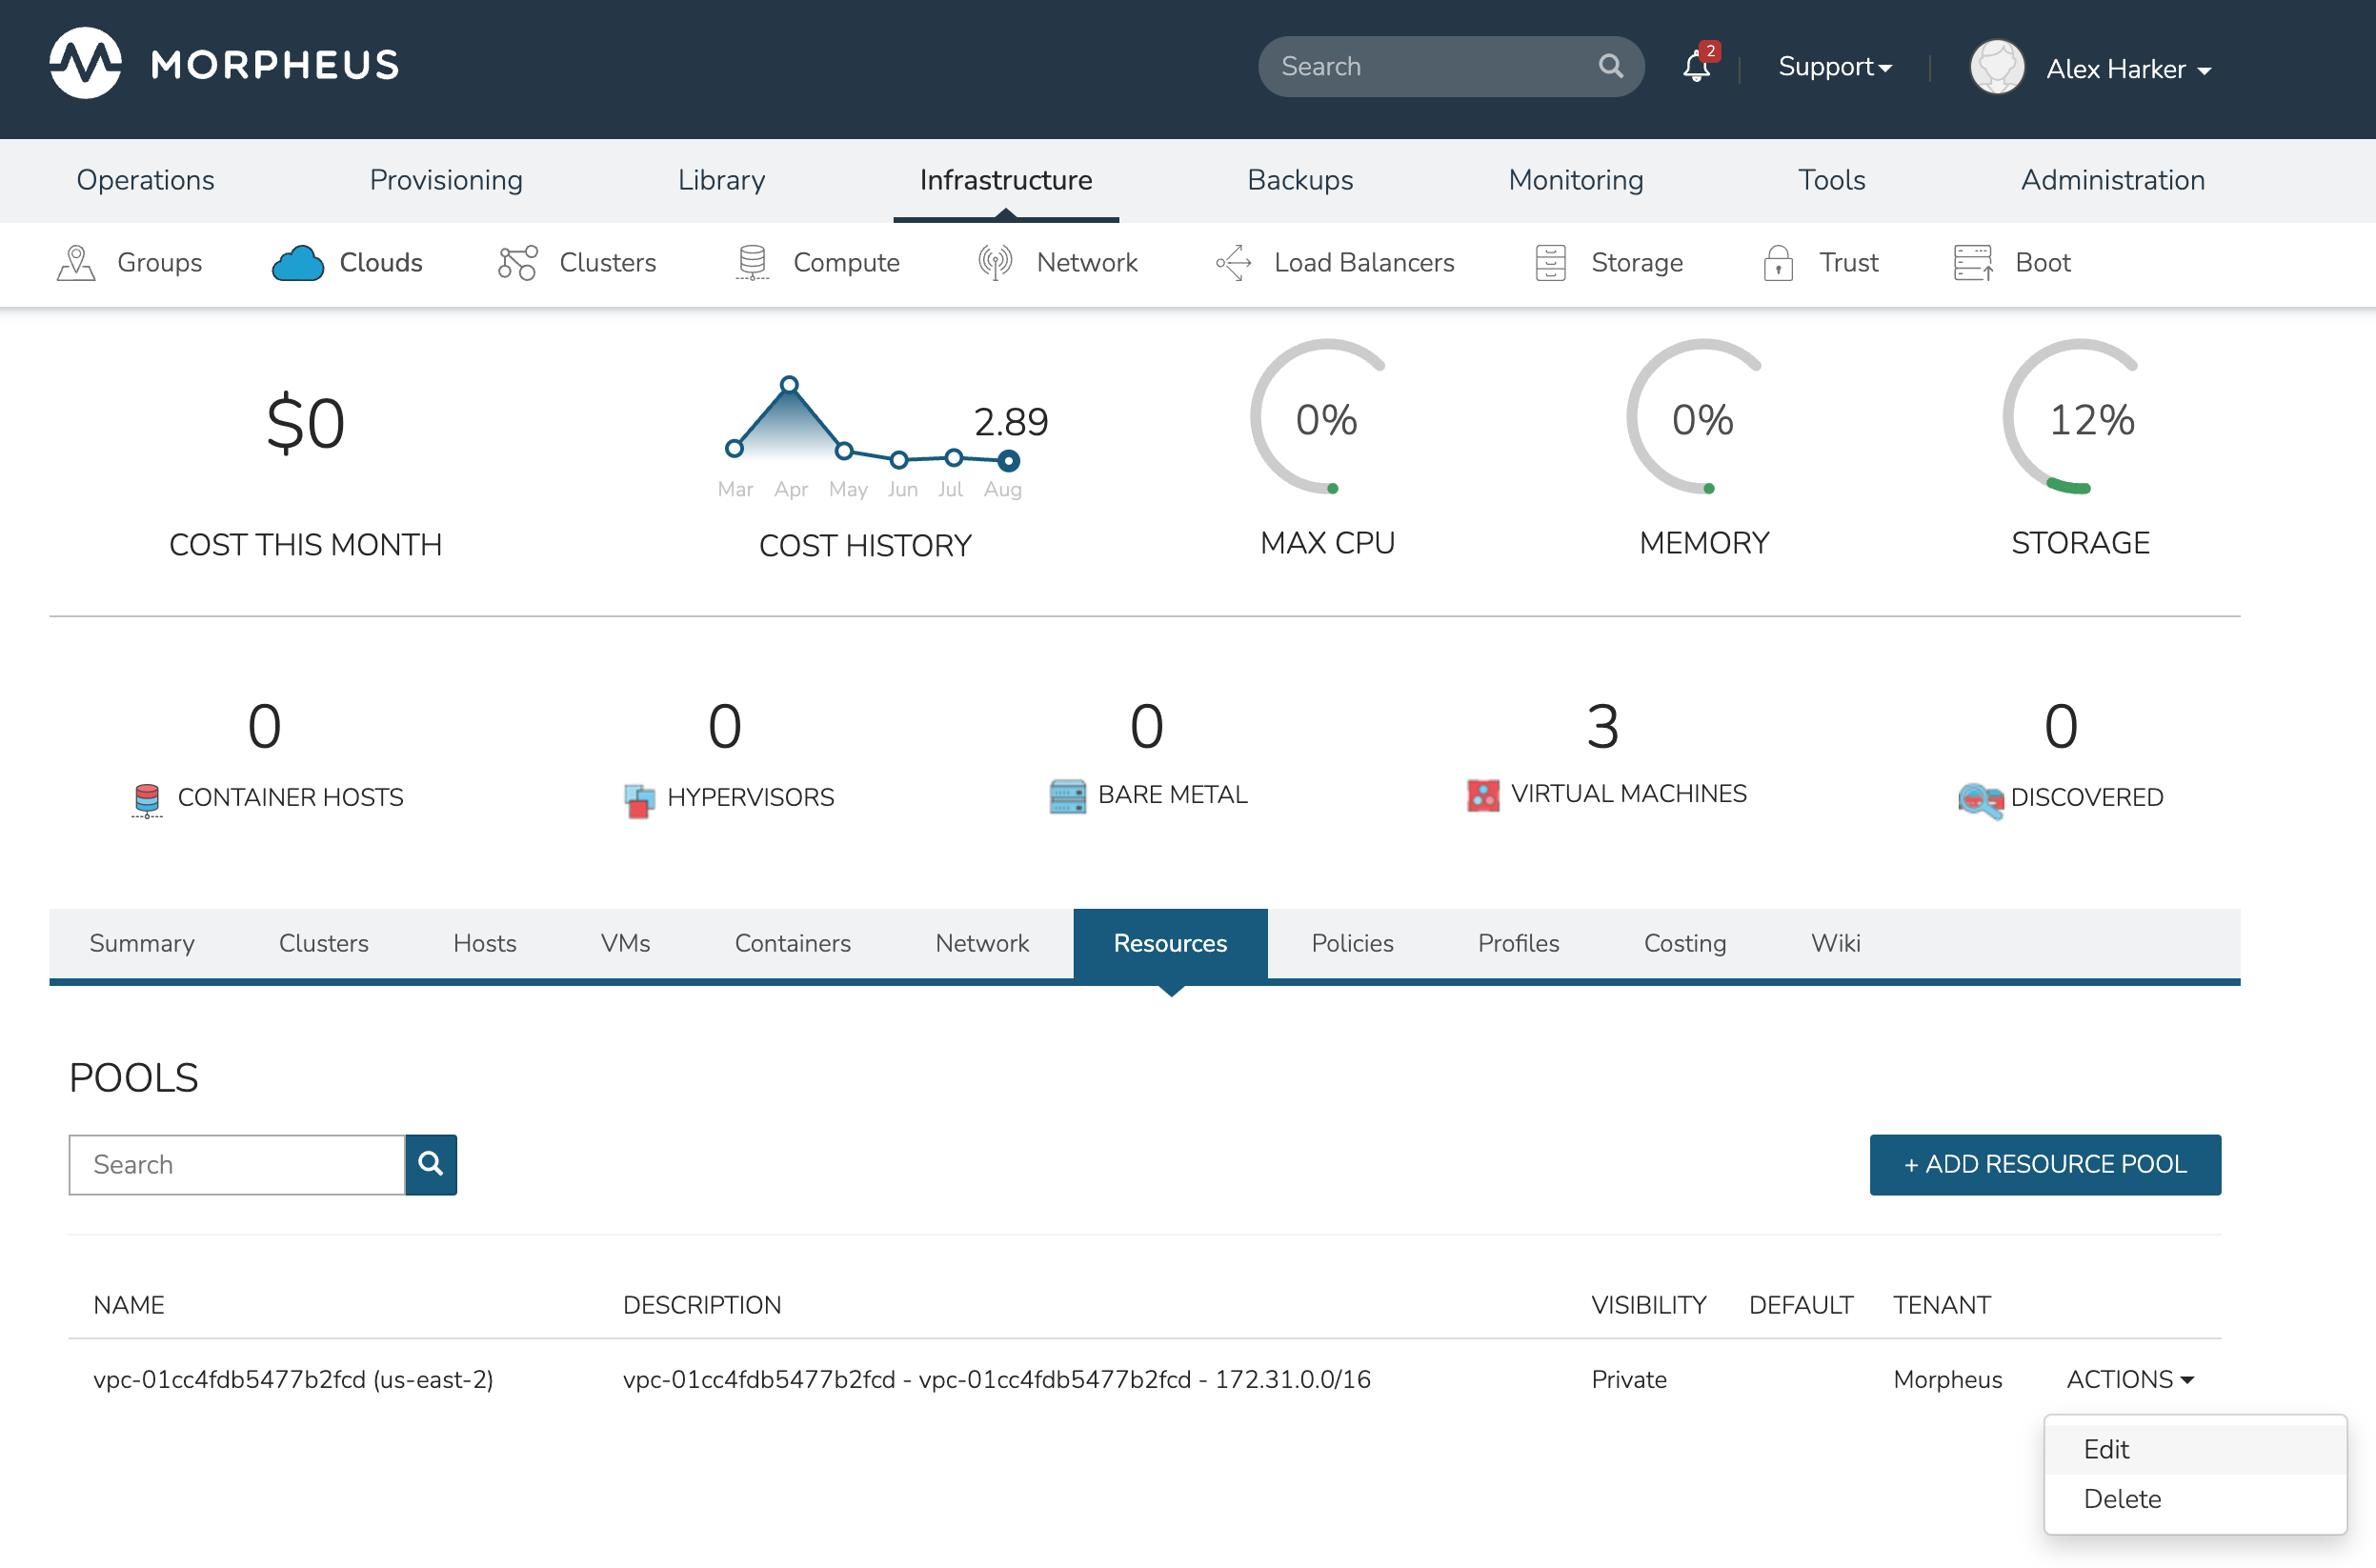 MORPHEUS
Search
2
Support
Alex Harker
Operations Provisioning Library Infrastructure Backups Monitoring Tools Administration
Groups Clouds Clusters Compute Network Load Balancers Storage Trust Boot
$0
2.89
0%
0%
12%
Mar Apr May Jun Jul Aug
COST THIS MONTH
COST HISTORY
MAX CPU
MEMORY
STORAGE
0
0
0
3
0
CONTAINER HOSTS
HYPERVISORS
BARE METAL
VIRTUAL MACHINES
DISCOVERED
Summary Clusters Hosts VMs Containers Network Resources Policies Profiles Costing Wiki
POOLS
Search
+ ADD RESOURCE POOL
NAME DESCRIPTION VISIBILITY DEFAULT TENANT
vpc-01cc4fdb5477b2fcd (us-east-2) vpc-01cc4fdb5477b2fcd - vpc-01cc4fdb5477b2fcd - 172.31.0.0/16 Private Morpheus ACTIONS
Edit
Delete